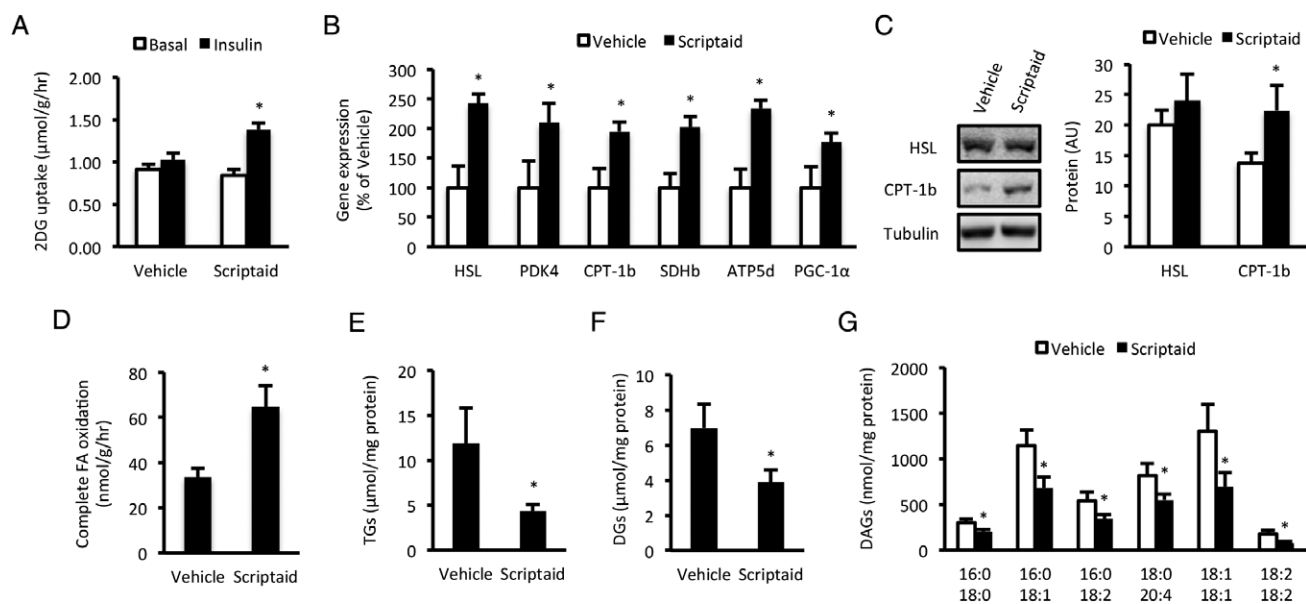 A
Basal Insulin
2DG uptake (µmol/g/hr)
2.00
1.50
1.00
0.50
0.00
*
Vehicle Scriptaid
B
Vehicle Scriptaid
Gene expression
(% of Vehicle)
300
250
200
150
100
50
0
* * * * * *
HSL PDK4 CPT-1b SDHb ATP5d PGC-1α
C
Vehicle Scriptaid
HSL
CPT-1b
Tubulin
Vehicle Scriptaid
Protein (AU)
30
25
20
15
10
5
0
*
HSL CPT-1b
D
Complete FA oxidation
(nmol/g/hr)
80
60
40
20
0
*
Vehicle Scriptaid
E
TGs (µmol/mg protein)
20
15
10
5
0
*
Vehicle Scriptaid
F
DGs (µmol/mg protein)
10
8
6
4
2
0
*
Vehicle Scriptaid
G
Vehicle Scriptaid
DAGs (nmol/mg protein)
2000
1500
1000
500
0
* * * * * *
16:0 16:0 16:0 18:0 18:1 18:2
18:0 18:1 18:2 20:4 18:1 18:2